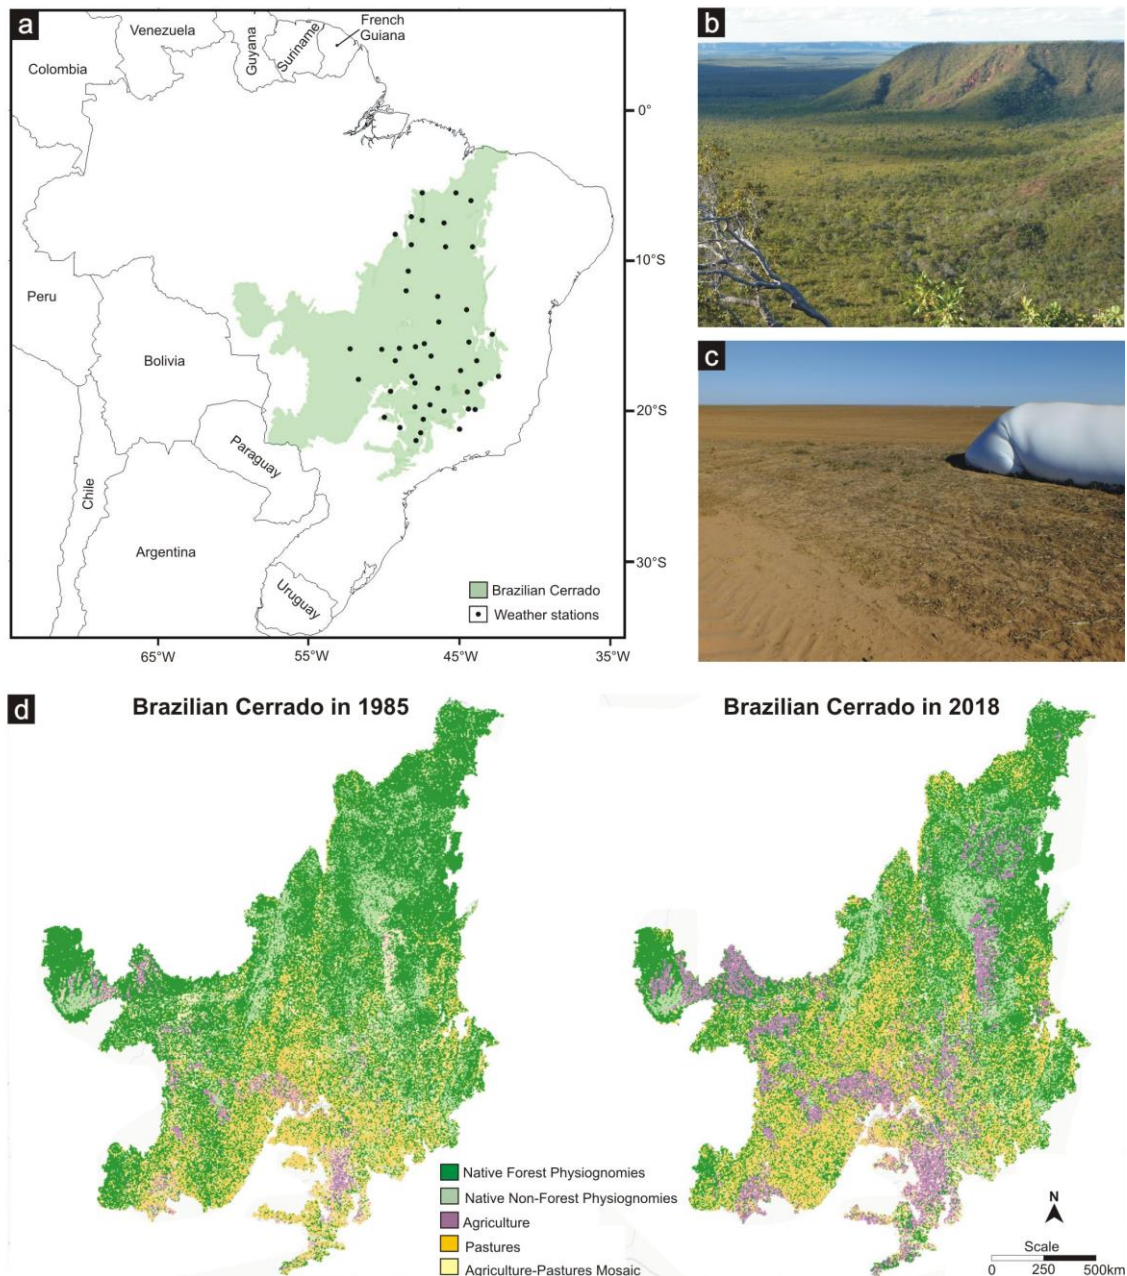 a
Venezuela
Guyana
Suriname
French
Guiana
Colombia
0°
Peru
10°S
Bolivia
20°S
Paraguay
Chile
Argentina
30°S
Uruguay
Brazilian Cerrado
Weather stations
65°W
55°W
45°W
35°W
b
c
d
Brazilian Cerrado in 1985
Brazilian Cerrado in 2018
Native Forest Physiognomies
Native Non-Forest Physiognomies
Agriculture
Pastures
Agriculture-Pastures Mosaic
N
Scale
0 250 500km